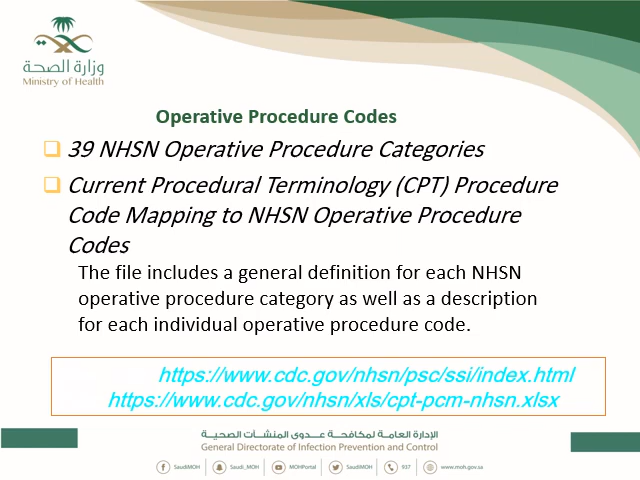 وزارة الصحة
Ministry of Health
Operative Procedure Codes
39 NHSN Operative Procedure Categories
Current Procedural Terminology (CPT) Procedure
Code Mapping to NHSN Operative Procedure
Codes
The file includes a general definition for each NHSN
operative procedure category as well as a description
for each individual operative procedure code.
https://www.cdc.gov/nhsn/psc/ssi/index.html
https://www.cdc.gov/nhsn/xls/cpt-pcm-nhsn.xlsx
الإدارة العامة لمكافحة عدوى المنشآت الصحية
General Directorate of Infection Prevention and Control
SaudiMOH Saudi_MOH MOHPortal SaudiMOH 937 www.moh.gov.sa